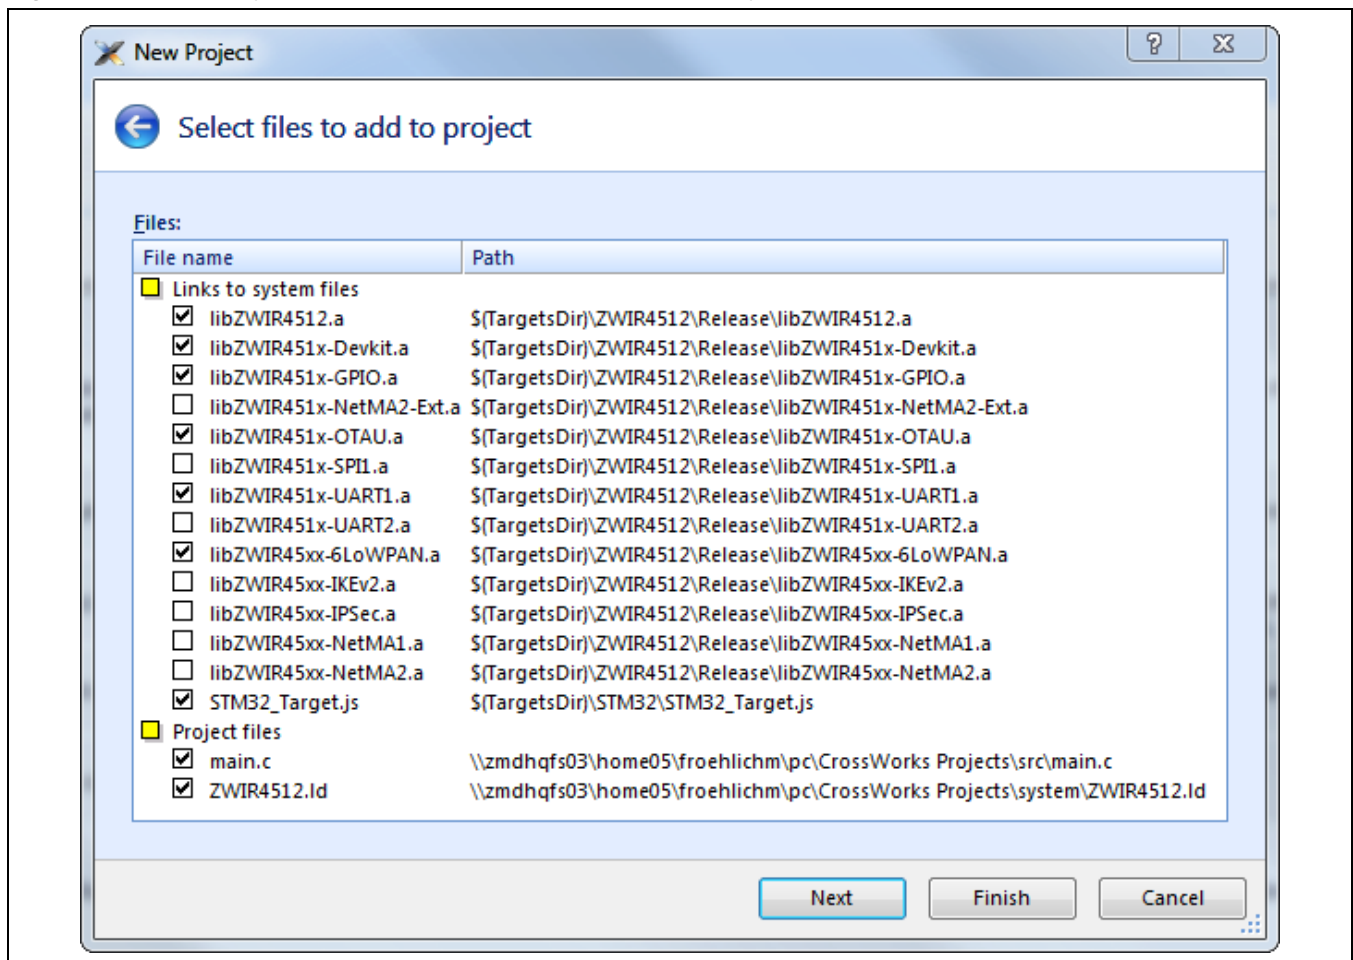 New Project
Select files to add to project
Files:
File name Path
Links to system files
libZWIR4512.a $(TargetsDir)\ZWIR4512\Release\libZWIR4512.a
libZWIR451x-Devkit.a $(TargetsDir)\ZWIR4512\Release\libZWIR451x-Devkit.a
libZWIR451x-GPIO.a $(TargetsDir)\ZWIR4512\Release\libZWIR451x-GPIO.a
libZWIR451x-NetMA2-Ext.a $(TargetsDir)\ZWIR4512\Release\libZWIR451x-NetMA2-Ext.a
libZWIR451x-OTAU.a $(TargetsDir)\ZWIR4512\Release\libZWIR451x-OTAU.a
libZWIR451x-SPI1.a $(TargetsDir)\ZWIR4512\Release\libZWIR451x-SPI1.a
libZWIR451x-UART1.a $(TargetsDir)\ZWIR4512\Release\libZWIR451x-UART1.a
libZWIR451x-UART2.a $(TargetsDir)\ZWIR4512\Release\libZWIR451x-UART2.a
libZWIR45xx-6LoWPAN.a $(TargetsDir)\ZWIR4512\Release\libZWIR45xx-6LoWPAN.a
libZWIR45xx-IKEv2.a $(TargetsDir)\ZWIR4512\Release\libZWIR45xx-IKEv2.a
libZWIR45xx-IPSec.a $(TargetsDir)\ZWIR4512\Release\libZWIR45xx-IPSec.a
libZWIR45xx-NetMA1.a $(TargetsDir)\ZWIR4512\Release\libZWIR45xx-NetMA1.a
libZWIR45xx-NetMA2.a $(TargetsDir)\ZWIR4512\Release\libZWIR45xx-NetMA2.a
STM32_Target.js $(TargetsDir)\STM32\STM32_Target.js
Project files
main.c \\zmdhqfs03\home05\froehlichm\pc\CrossWorks Projects\src\main.c
ZWIR4512.ld \\zmdhqfs03\home05\froehlichm\pc\CrossWorks Projects\system\ZWIR4512.ld
Next Finish Cancel